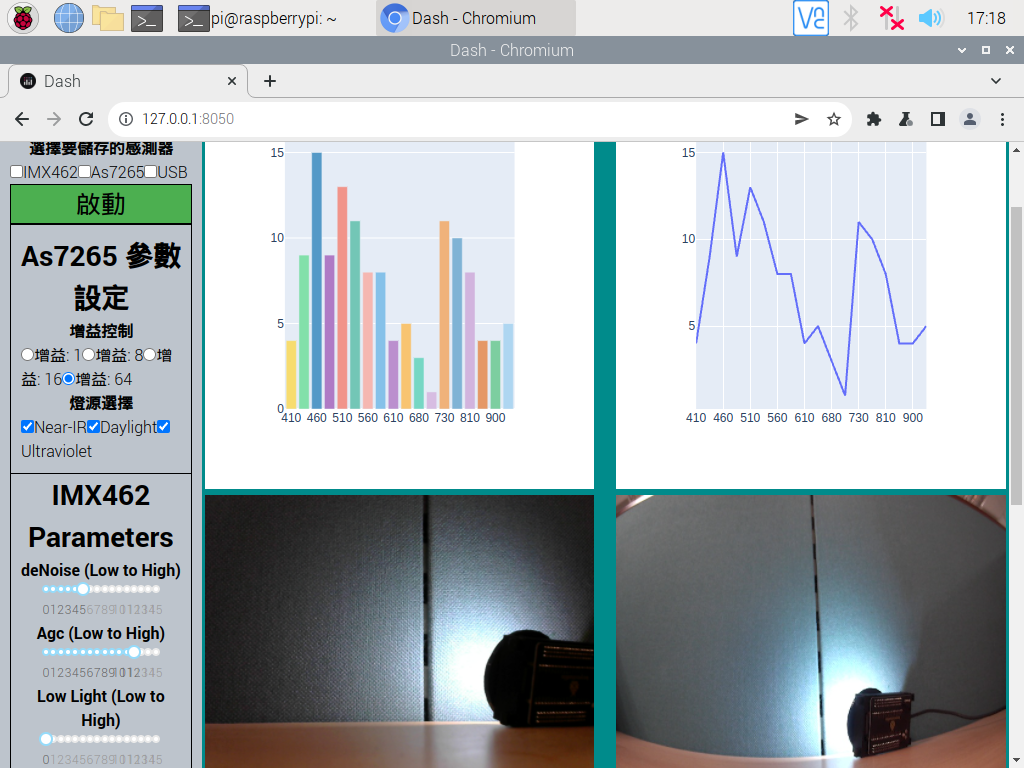 pi@raspberrypi: ~
Dash - Chromium
17:18
Dash - Chromium
Dash
127.0.0.1:8050
選擇要儲存的感測器
IMX462 As7265 USB
啟動
As7265 參數
設定
增益控制
增益: 1 增益: 8 增
益: 16 增益: 64
燈源選擇
Near-IR Daylight
Ultraviolet
IMX462
Parameters
deNoise (Low to High)
0123456789101112131415
Agc (Low to High)
0123456789101112131415
Low Light (Low to
High)
0123456789101112131415
15
10
5
0
410 460 510 560 610 680 730 810 900
15
10
5
410 460 510 560 610 680 730 810 900